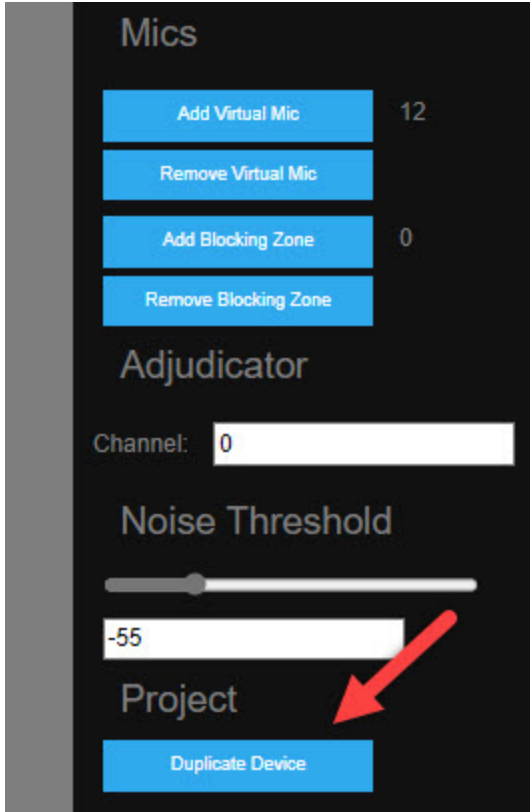 Mics
Add Virtual Mic 12
Remove Virtual Mic
Add Blocking Zone 0
Remove Blocking Zone
Adjudicator
Channel: 0
Noise Threshold
-55
Project
Duplicate Device